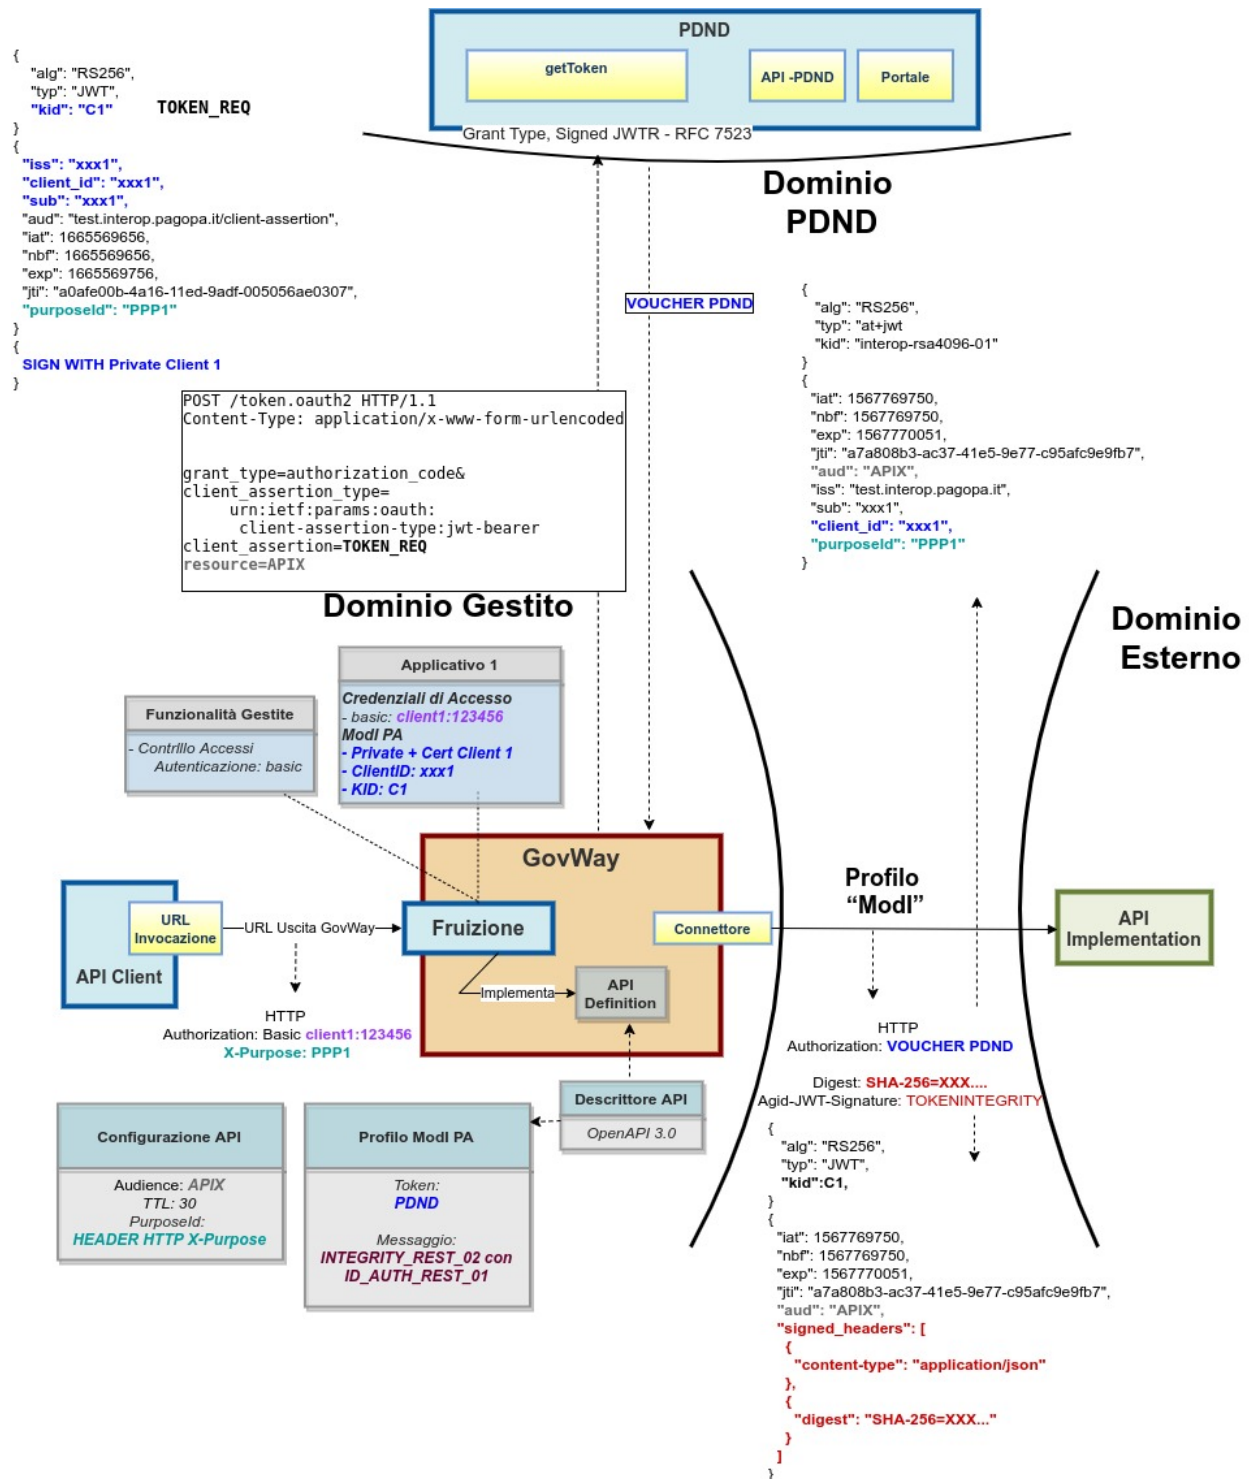 PDND
getToken
API -PDND
Portale
Grant Type, Signed JWTR - RFC 7523
{
"alg": "RS256",
"typ": "JWT",
"kid": "C1"
TOKEN_REQ
}
{
"iss": "xxx1",
"client_id": "xxx1",
"sub": "xxx1",
"aud": "test.interop.pagopa.it/client-assertion",
"iat": 1665569656,
"nbf": 1665569656,
"exp": 1665569756,
"jti": "a0afe00b-4a16-11ed-9adf-005056ae0307",
"purposeId": "PPP1"
}
{
SIGN WITH Private Client 1
}
Dominio
PDND
VOUCHER PDND
{
"alg": "RS256",
"typ": "at+jwt
"kid": "interop-rsa4096-01"
}
{
"iat": 1567769750,
"nbf": 1567769750,
"exp": 1567770051,
"jti": "a7a808b3-ac37-41e5-9e77-c95afc9e9fb7",
"aud": "APIX",
"iss": "test.interop.pagopa.it",
"sub": "xxx1",
"client_id": "xxx1",
"purposeId": "PPP1"
}
POST /token.oauth2 HTTP/1.1
Content-Type: application/x-www-form-urlencoded
grant_type=authorization_code&
client_assertion_type=
urn:ietf:params:oauth:
client-assertion-type:jwt-bearer
client_assertion=TOKEN_REQ
resource=APIX
Dominio Gestito
Dominio
Esterno
Applicativo 1
Credenziali di Accesso
- basic: client1:123456
ModI PA
- Private + Cert Client 1
- ClientID: xxx1
- KID: C1
Funzionalità Gestite
- Contrlllo Accessi
Autenticazione: basic
GovWay
Fruizione
Connettore
API
Definition
Implementa
URL
Invocazione
API Client
URL Uscita GovWay
Profilo
“ModI”
API
Implementation
HTTP
Authorization: Basic client1:123456
X-Purpose: PPP1
HTTP
Authorization: VOUCHER PDND
Digest: SHA-256=XXX....
Agid-JWT-Signature: TOKENINTEGRITY
Descrittore API
OpenAPI 3.0
Configurazione API
Audience: APIX
TTL: 30
PurposeId:
HEADER HTTP X-Purpose
Profilo ModI PA
Token:
PDND
Messaggio:
INTEGRITY_REST_02 con
ID_AUTH_REST_01
{
"alg": "RS256",
"typ": "JWT",
"kid":C1,
}
{
"iat": 1567769750,
"nbf": 1567769750,
"exp": 1567770051,
"jti": "a7a808b3-ac37-41e5-9e77-c95afc9e9fb7",
"aud": "APIX",
"signed_headers": [
{
"content-type": "application/json"
},
{
"digest": "SHA-256=XXX..."
}
]
}